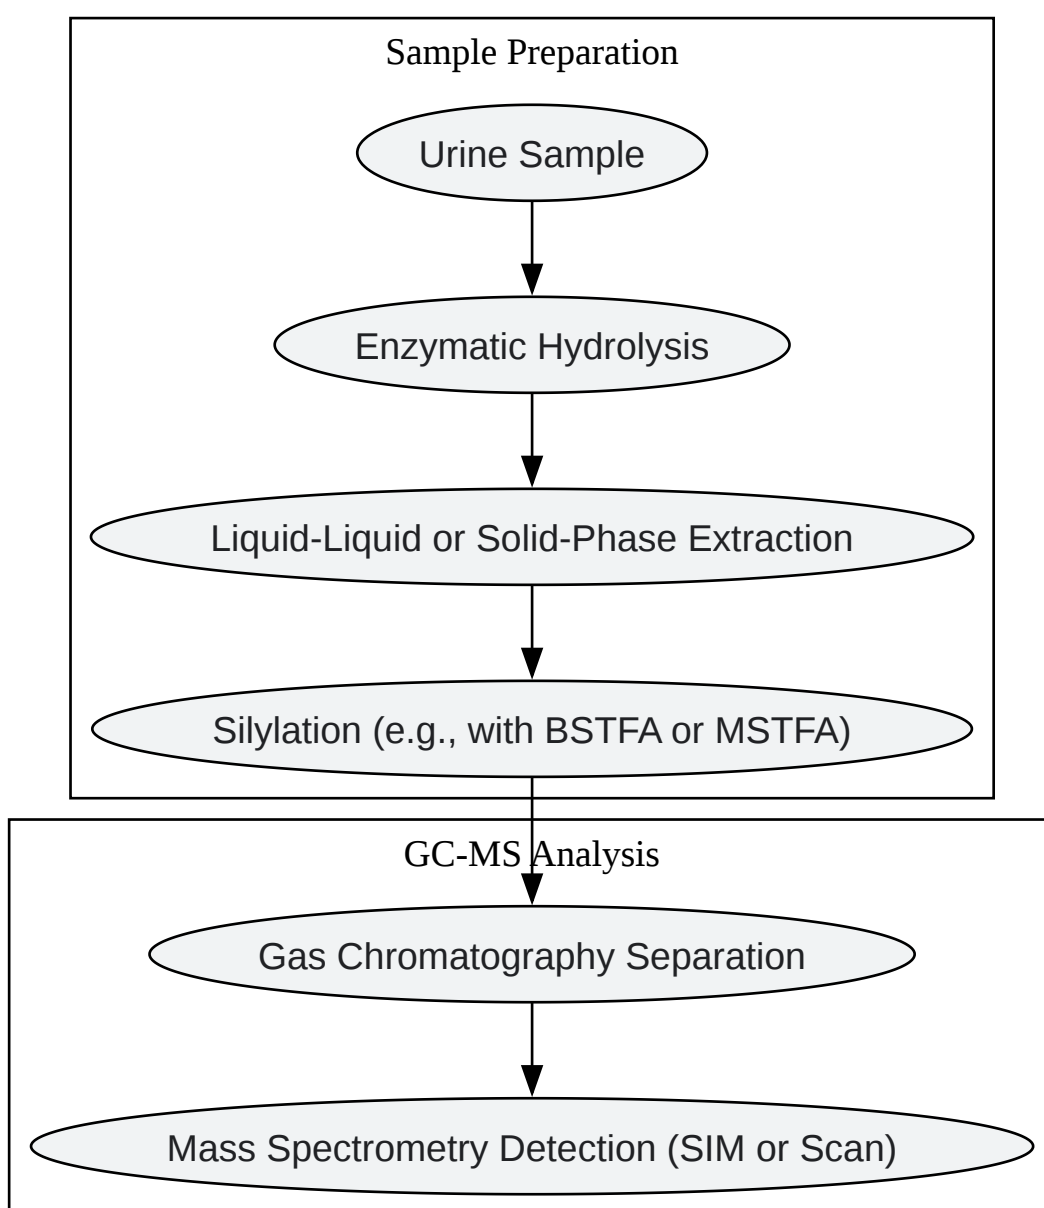 Sample Preparation
Urine Sample
Enzymatic Hydrolysis
Liquid-Liquid or Solid-Phase Extraction
Silylation (e.g., with BSTFA or MSTFA)
GC-MS Analysis
Gas Chromatography Separation
Mass Spectrometry Detection (SIM or Scan)